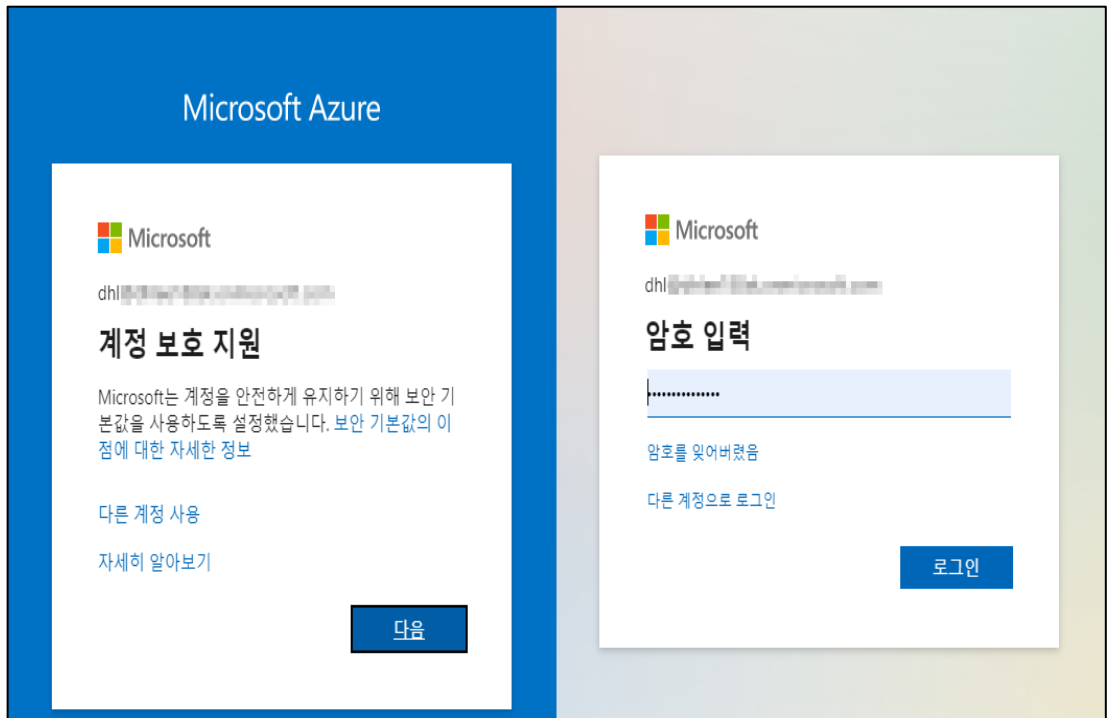 Microsoft Azure
Microsoft
dhl
계정 보호 지원
Microsoft는 계정을 안전하게 유지하기 위해 보안 기
본값을 사용하도록 설정했습니다. 보안 기본값의 이
점에 대한 자세한 정보
다른 계정 사용
자세히 알아보기
다음
Microsoft
dhl
암호 입력
암호를 잊어버렸음
다른 계정으로 로그인
로그인